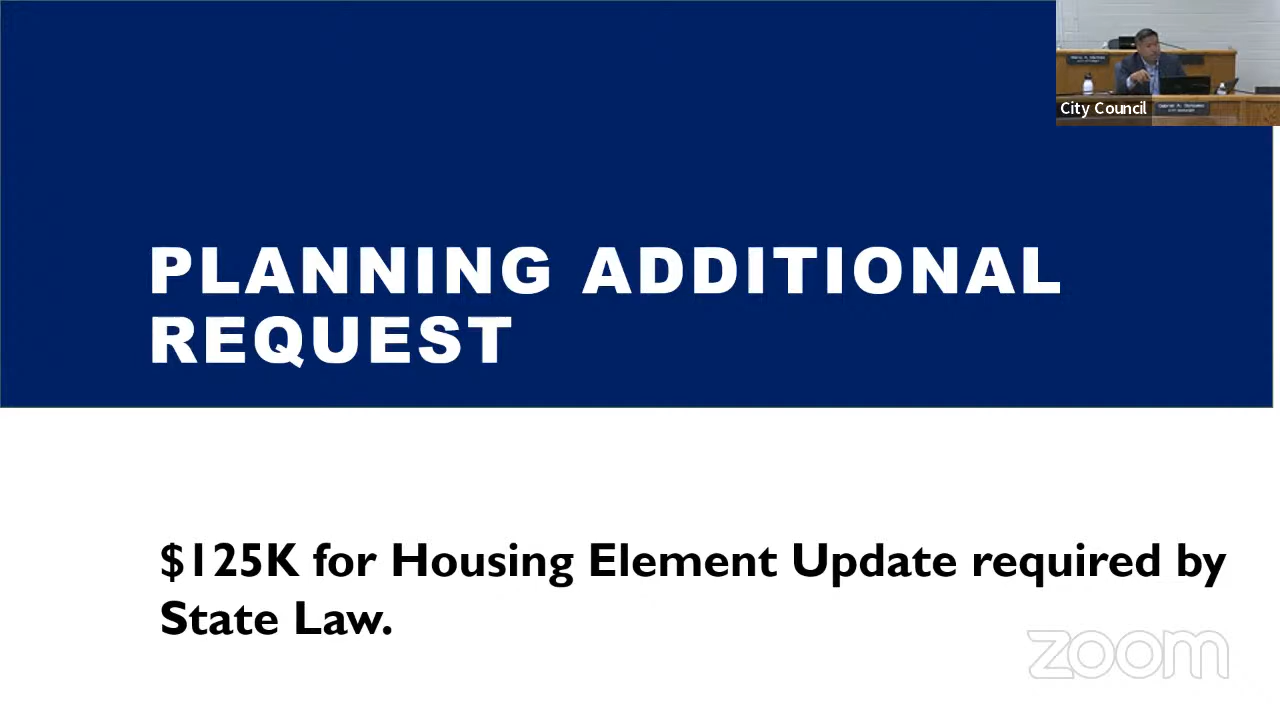 City Council
PLANNING ADDITIONAL
REQUEST
$125K for Housing Element Update required by
State Law.
zoom